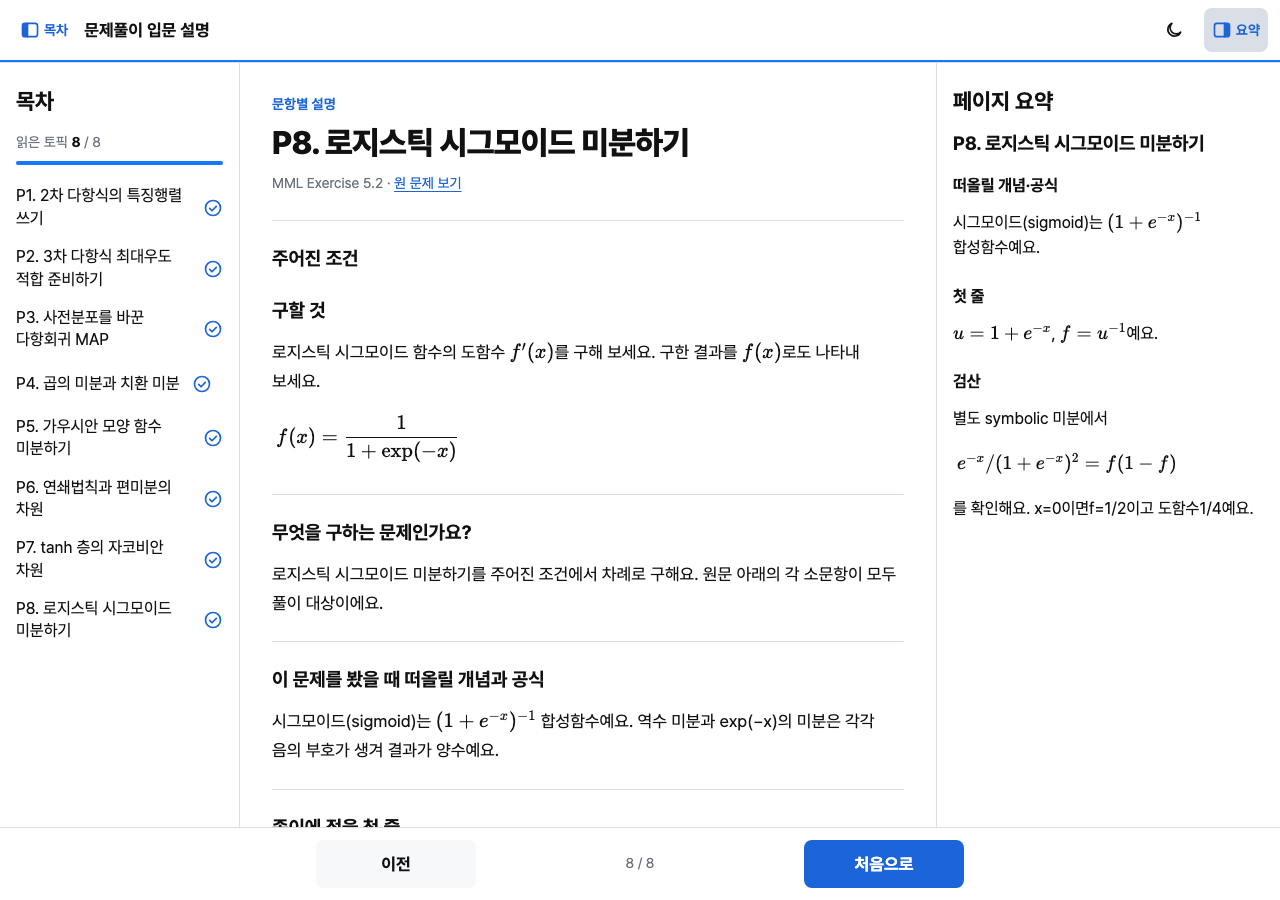 목차 문제풀이 입문 설명 요약
목차
읽은 토픽 8 / 8
P1. 2차 다항식의 특징행렬
쓰기
P2. 3차 다항식 최대우도
적합 준비하기
P3. 사전분포를 바꾼
다항회귀 MAP
P4. 곱의 미분과 치환 미분
P5. 가우시안 모양 함수
미분하기
P6. 연쇄법칙과 편미분의
차원
P7. tanh 층의 자코비안
차원
P8. 로지스틱 시그모이드
미분하기
문항별 설명
P8. 로지스틱 시그모이드 미분하기
MML Exercise 5.2 · 원 문제 보기
주어진 조건
구할 것
로지스틱 시그모이드 함수의 도함수 f′(x)를 구해 보세요. 구한 결과를 f(x)로도 나타내
보세요.
f(x) = 1 / (1 + exp(−x))
무엇을 구하는 문제인가요?
로지스틱 시그모이드 미분하기를 주어진 조건에서 차례로 구해요. 원문 아래의 각 소문항이 모두
풀이 대상이에요.
이 문제를 봤을 때 떠올릴 개념과 공식
시그모이드(sigmoid)는 (1 + e^{−x})^{−1} 합성함수예요. 역수 미분과 exp(−x)의 미분은 각각
음의 부호가 생겨 결과가 양수예요.
종이에 적을 첫 줄
페이지 요약
P8. 로지스틱 시그모이드 미분하기
떠올릴 개념·공식
시그모이드(sigmoid)는 (1 + e^{−x})^{−1}
합성함수예요.
첫 줄
u = 1 + e^{−x}, f = u^{−1}예요.
검산
별도 symbolic 미분에서
e^{−x}/(1 + e^{−x})^2 = f(1 − f)
를 확인해요. x=0이면f=1/2이고 도함수1/4예요.
이전 8 / 8 처음으로